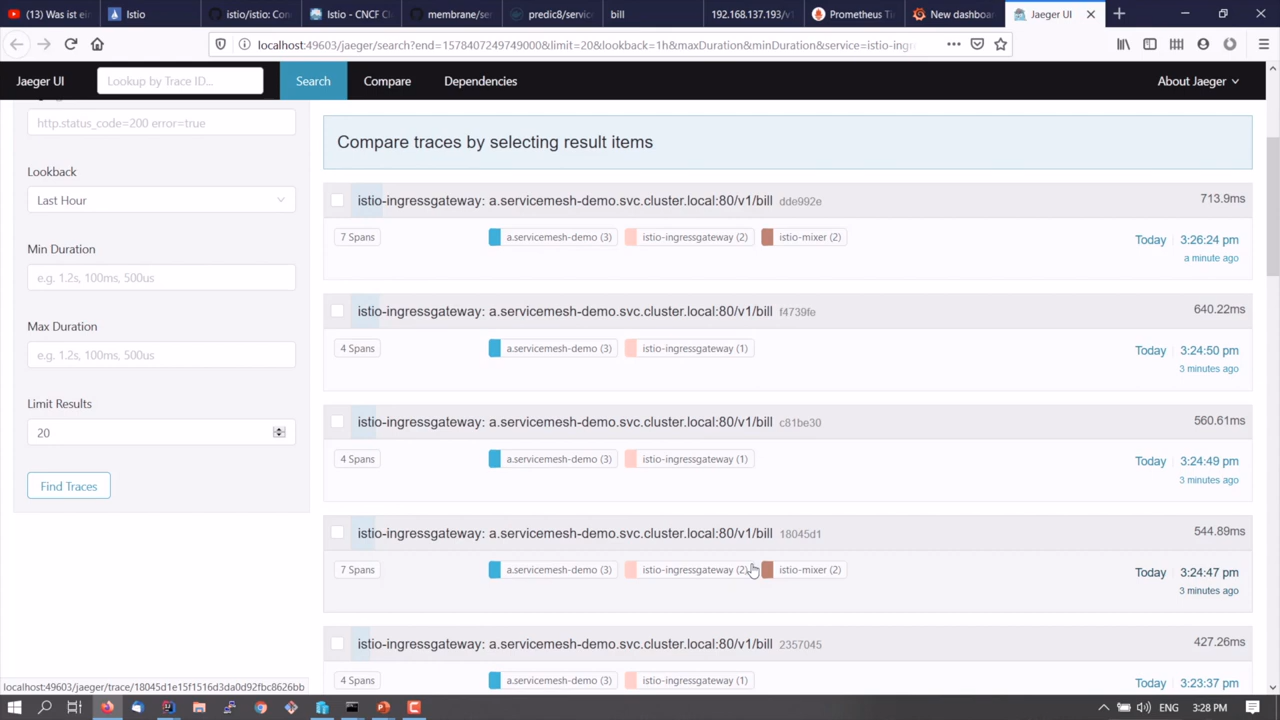 (13) Was ist ein
Istio
istio/istio: Con
Istio - CNCF Cl
membrane/se
predic8/service
bill
192.168.137.193/v1
Prometheus Ti
New dashboa
Jaeger UI
localhost:49603/jaeger/search?end=1578407249749000&limit=20&lookback=1h&maxDuration&minDuration&service=istio-ingr
Jaeger UI
Lookup by Trace ID...
Search
Compare
Dependencies
About Jaeger
http.status_code=200 error=true
Lookback
Last Hour
Min Duration
e.g. 1.2s, 100ms, 500us
Max Duration
e.g. 1.2s, 100ms, 500us
Limit Results
20
Find Traces
Compare traces by selecting result items
istio-ingressgateway: a.servicemesh-demo.svc.cluster.local:80/v1/bill dde992e 713.9ms
7 Spans a.servicemesh-demo (3) istio-ingressgateway (2) istio-mixer (2) Today 3:26:24 pm
a minute ago
istio-ingressgateway: a.servicemesh-demo.svc.cluster.local:80/v1/bill f4739fe 640.22ms
4 Spans a.servicemesh-demo (3) istio-ingressgateway (1) Today 3:24:50 pm
3 minutes ago
istio-ingressgateway: a.servicemesh-demo.svc.cluster.local:80/v1/bill c81be30 560.61ms
4 Spans a.servicemesh-demo (3) istio-ingressgateway (1) Today 3:24:49 pm
3 minutes ago
istio-ingressgateway: a.servicemesh-demo.svc.cluster.local:80/v1/bill 18045d1 544.89ms
7 Spans a.servicemesh-demo (3) istio-ingressgateway (2) istio-mixer (2) Today 3:24:47 pm
3 minutes ago
istio-ingressgateway: a.servicemesh-demo.svc.cluster.local:80/v1/bill 2357045 427.26ms
4 Spans a.servicemesh-demo (3) istio-ingressgateway (1) Today 3:23:37 pm
localhost:49603/jaeger/trace/18045d1e15f1516d3da0d92fbc8626bb
ENG 3:28 PM